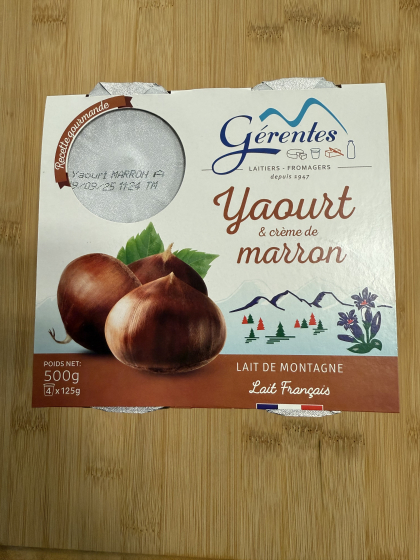 Recette gourmande
Yaourt MARRON A
9/09/25 11:24 TM
Gérentes
LAITIERS - FROMAGERS
depuis 1947
Yaourt
& crème de
marron
POIDS NET:
500g
4 x 125g
LAIT DE MONTAGNE
Lait Français